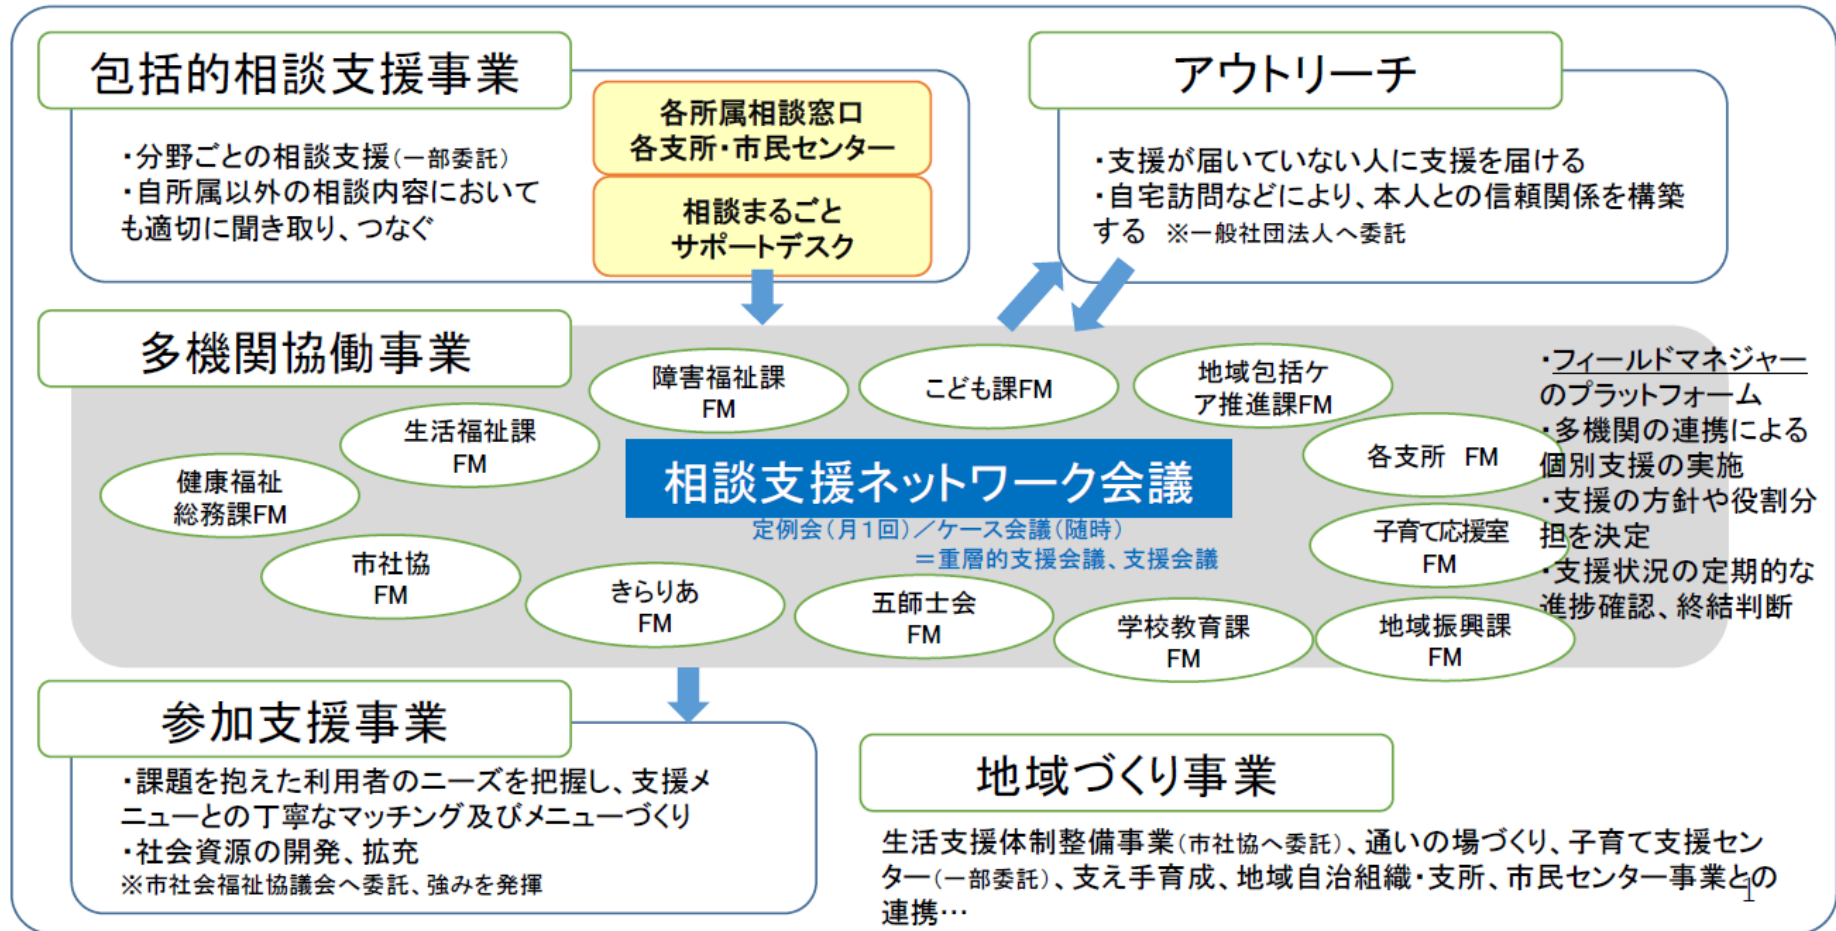 包括的相談支援事業
各所属相談窓口
各支所・市民センター
相談まるごと
サポートデスク
・分野ごとの相談支援(一部委託)
・自所属以外の相談内容において
も適切に聞き取り、つなぐ
アウトリーチ
・支援が届いていない人に支援を届ける
・自宅訪問などにより、本人との信頼関係を構築
する ※一般社団法人へ委託
多機関協働事業
障害福祉課
FM
こども課FM
地域包括ケ
ア推進課FM
生活福祉課
FM
各支所 FM
健康福祉
総務課FM
相談支援ネットワーク会議
定例会(月1回)/ケース会議(随時)
=重層的支援会議、支援会議
子育て応援室
FM
市社協
FM
きらりあ
FM
五師士会
FM
学校教育課
FM
地域振興課
FM
・フィールドマネジャー
のプラットフォーム
・多機関の連携による
個別支援の実施
・支援の方針や役割分
担を決定
・支援状況の定期的な
進捗確認、終結判断
参加支援事業
・課題を抱えた利用者のニーズを把握し、支援メ
ニューとの丁寧なマッチング及びメニューづくり
・社会資源の開発、拡充
※市社会福祉協議会へ委託、強みを発揮
地域づくり事業
生活支援体制整備事業(市社協へ委託)、通いの場づくり、子育て支援セン
ター(一部委託)、支え手育成、地域自治組織・支所、市民センター事業との
連携…
1